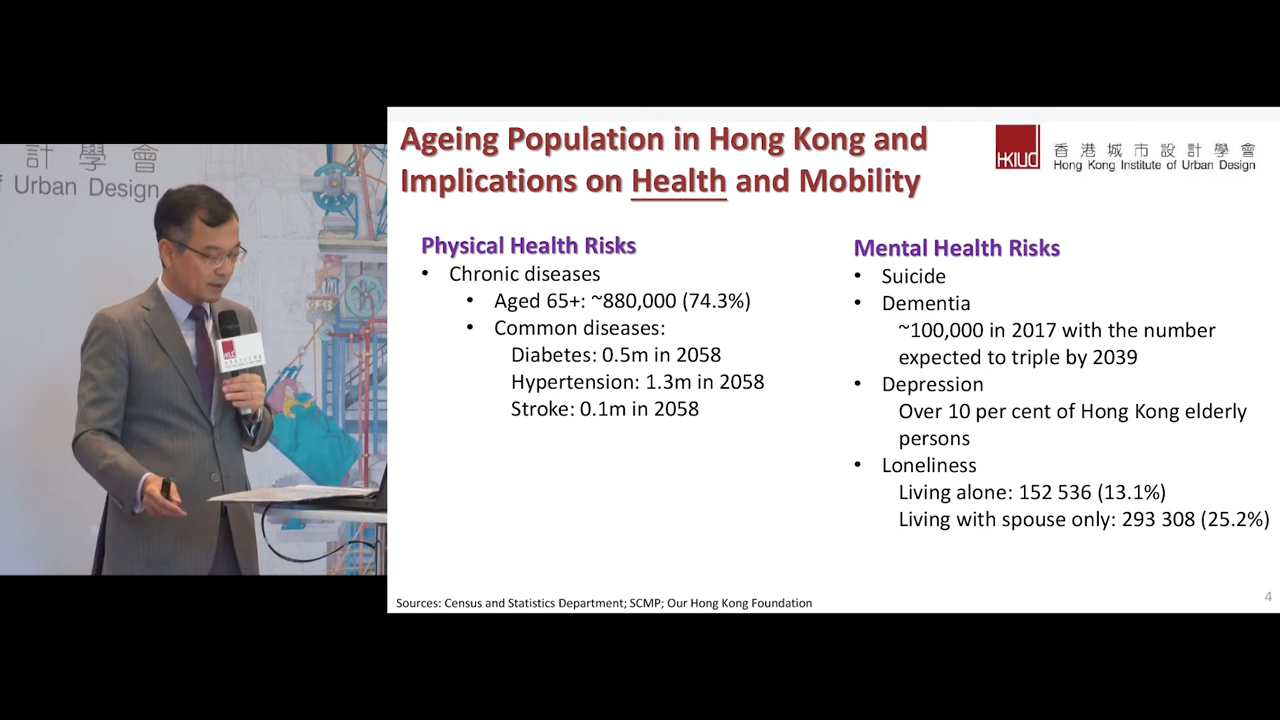 計 學 會
of Urban Design
HKIUD
Ageing Population in Hong Kong and
Implications on Health and Mobility
HKIUD
香 港 城 市 設 計 學 會
Hong Kong Institute of Urban Design
Physical Health Risks
• Chronic diseases
• Aged 65+: ~880,000 (74.3%)
• Common diseases:
Diabetes: 0.5m in 2058
Hypertension: 1.3m in 2058
Stroke: 0.1m in 2058
Mental Health Risks
• Suicide
• Dementia
~100,000 in 2017 with the number
expected to triple by 2039
• Depression
Over 10 per cent of Hong Kong elderly
persons
• Loneliness
Living alone: 152 536 (13.1%)
Living with spouse only: 293 308 (25.2%)
Sources: Census and Statistics Department; SCMP; Our Hong Kong Foundation
4